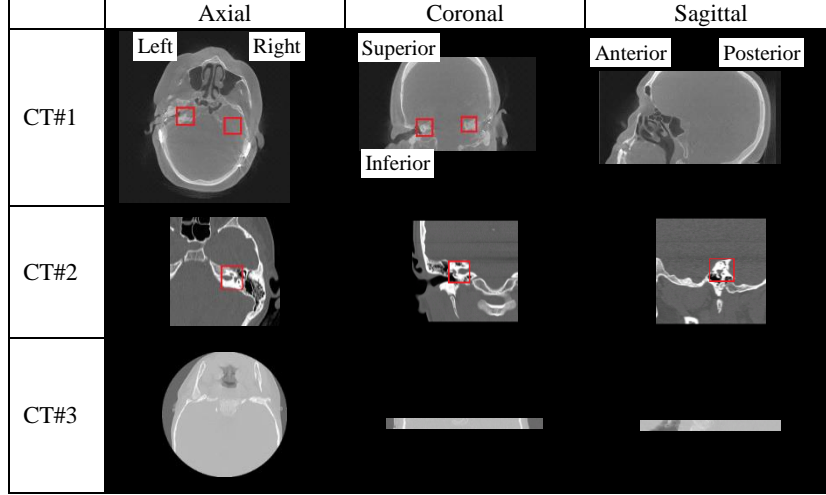 Axial Coronal Sagittal
CT#1
Left Right
Superior
Inferior
Anterior Posterior
CT#2
CT#3